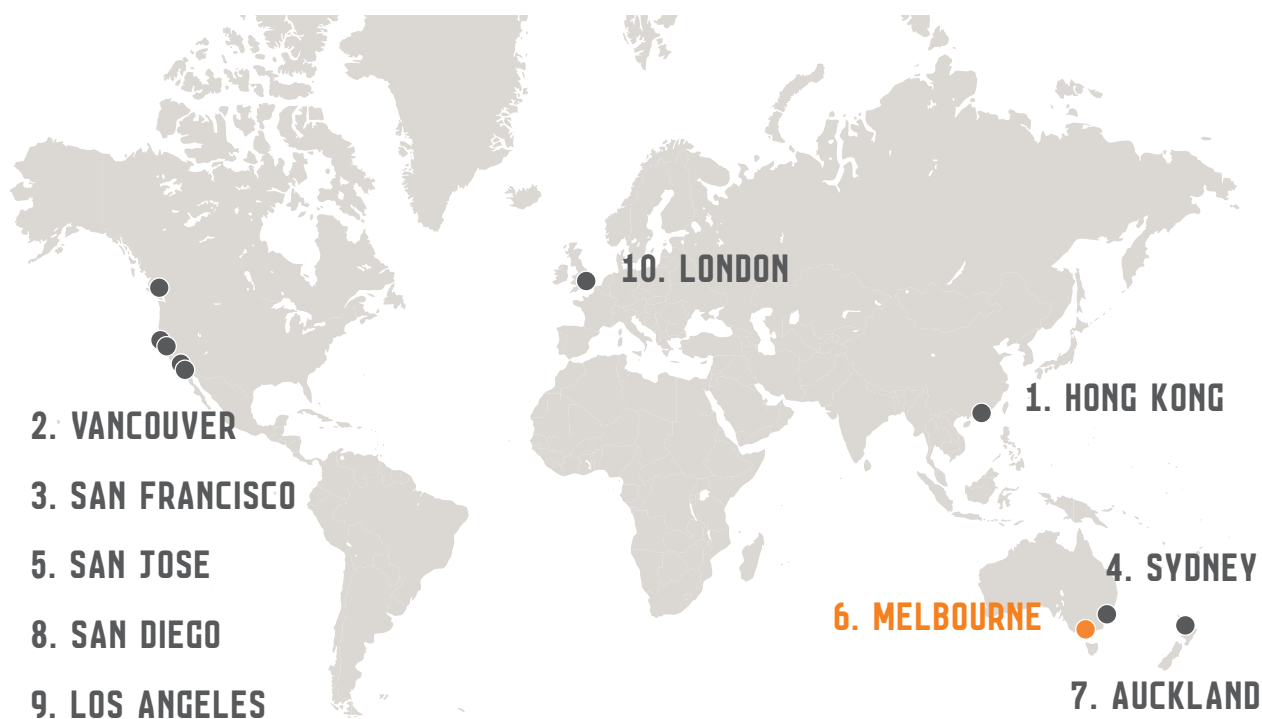 10. LONDON
1. HONG KONG
2. VANCOUVER
3. SAN FRANCISCO
5. SAN JOSE
4. SYDNEY
6. MELBOURNE
8. SAN DIEGO
7. AUCKLAND
9. LOS ANGELES